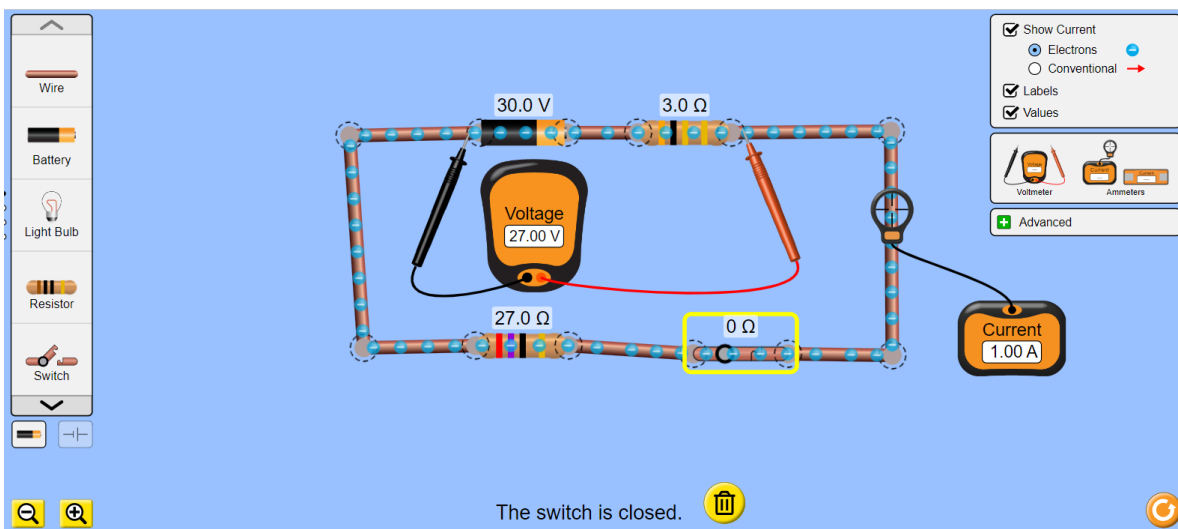 Wire
Battery
Light Bulb
Resistor
Switch
30.0 V
3.0 Ω
Voltage
27.00 V
27.0 Ω
0 Ω
Current
1.00 A
The switch is closed.
Show Current
Electrons
Conventional
Labels
Values
Voltmeter
Ammeters
Advanced